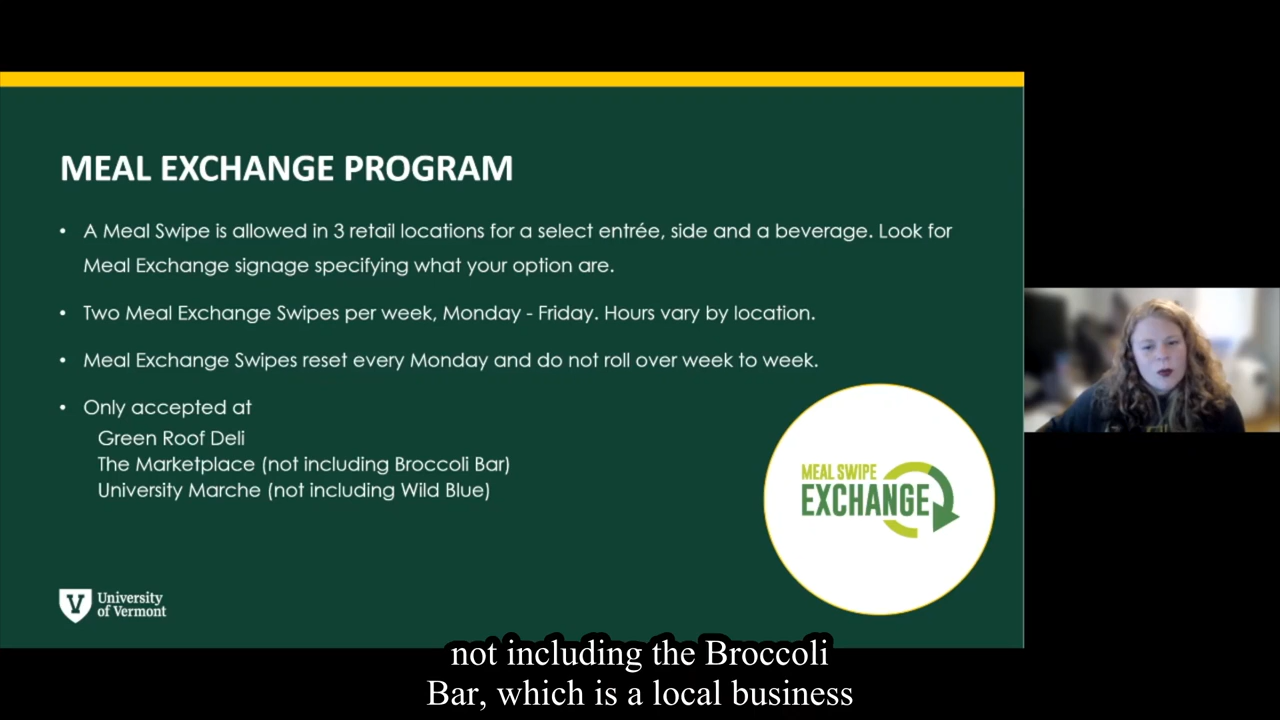 MEAL EXCHANGE PROGRAM
• A Meal Swipe is allowed in 3 retail locations for a select entrée, side and a beverage. Look for
Meal Exchange signage specifying what your option are.
• Two Meal Exchange Swipes per week, Monday - Friday. Hours vary by location.
• Meal Exchange Swipes reset every Monday and do not roll over week to week.
• Only accepted at
Green Roof Deli
The Marketplace (not including Broccoli Bar)
University Marche (not including Wild Blue)
MEAL SWIPE
EXCHANGE
V University
of Vermont
not including the Broccoli
Bar, which is a local business